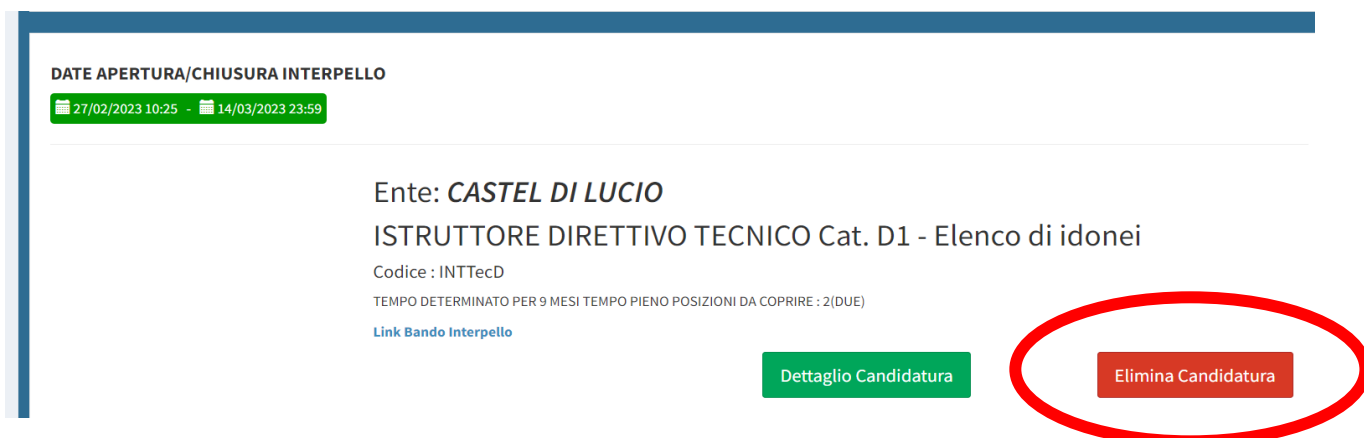 DATE APERTURA/CHIUSURA INTERPELLO
27/02/2023 10:25 - 14/03/2023 23:59
Ente: CASTEL DI LUCIO
ISTRUTTORE DIRETTIVO TECNICO Cat. D1 - Elenco di idonei
Codice : INTTecD
TEMPO DETERMINATO PER 9 MESI TEMPO PIENO POSIZIONI DA COPRIRE : 2(DUE)
Link Bando Interpello
Dettaglio Candidatura
Elimina Candidatura